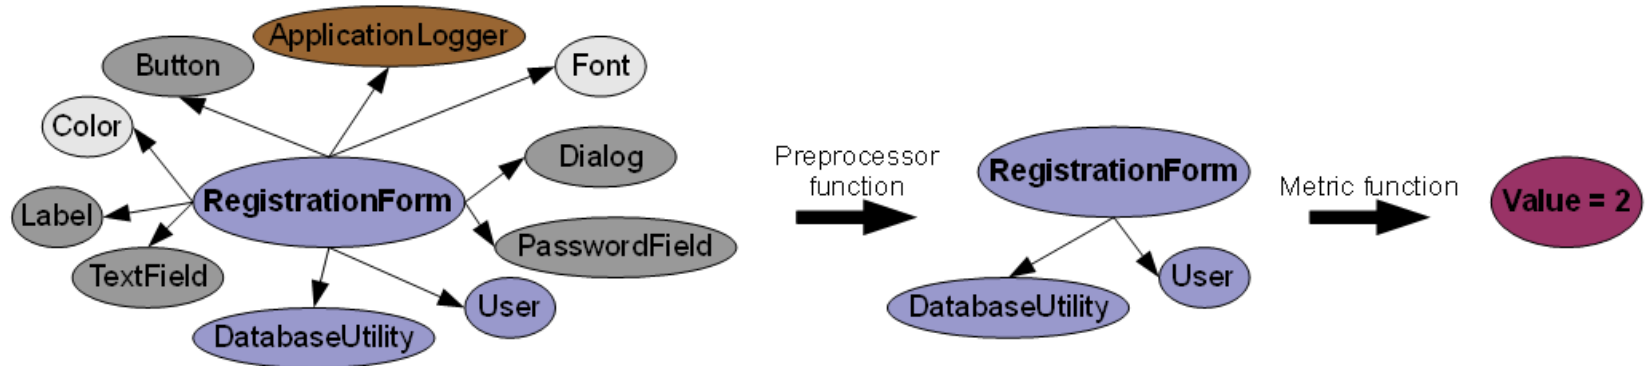 ApplicationLogger
Button
Font
Color
Dialog
RegistrationForm
Label
PasswordField
TextField
User
DatabaseUtility
Preprocessor
function
RegistrationForm
User
DatabaseUtility
Metric function
Value = 2